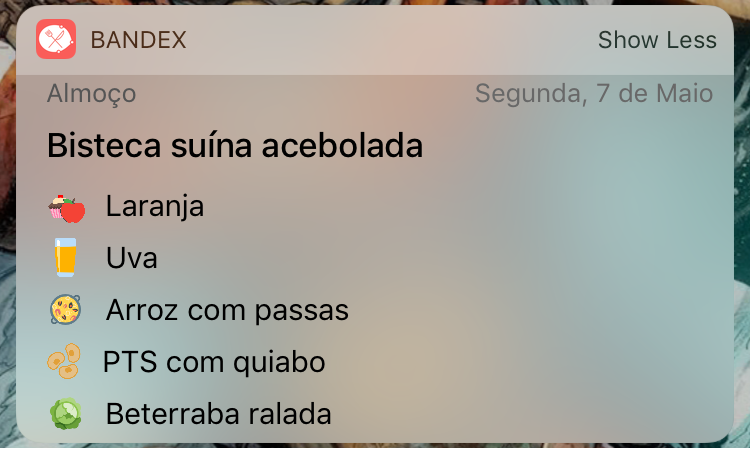 BANDEX Show Less
Almoço Segunda, 7 de Maio
Bisteca suína acebolada
Laranja
Uva
Arroz com passas
PTS com quiabo
Beterraba ralada